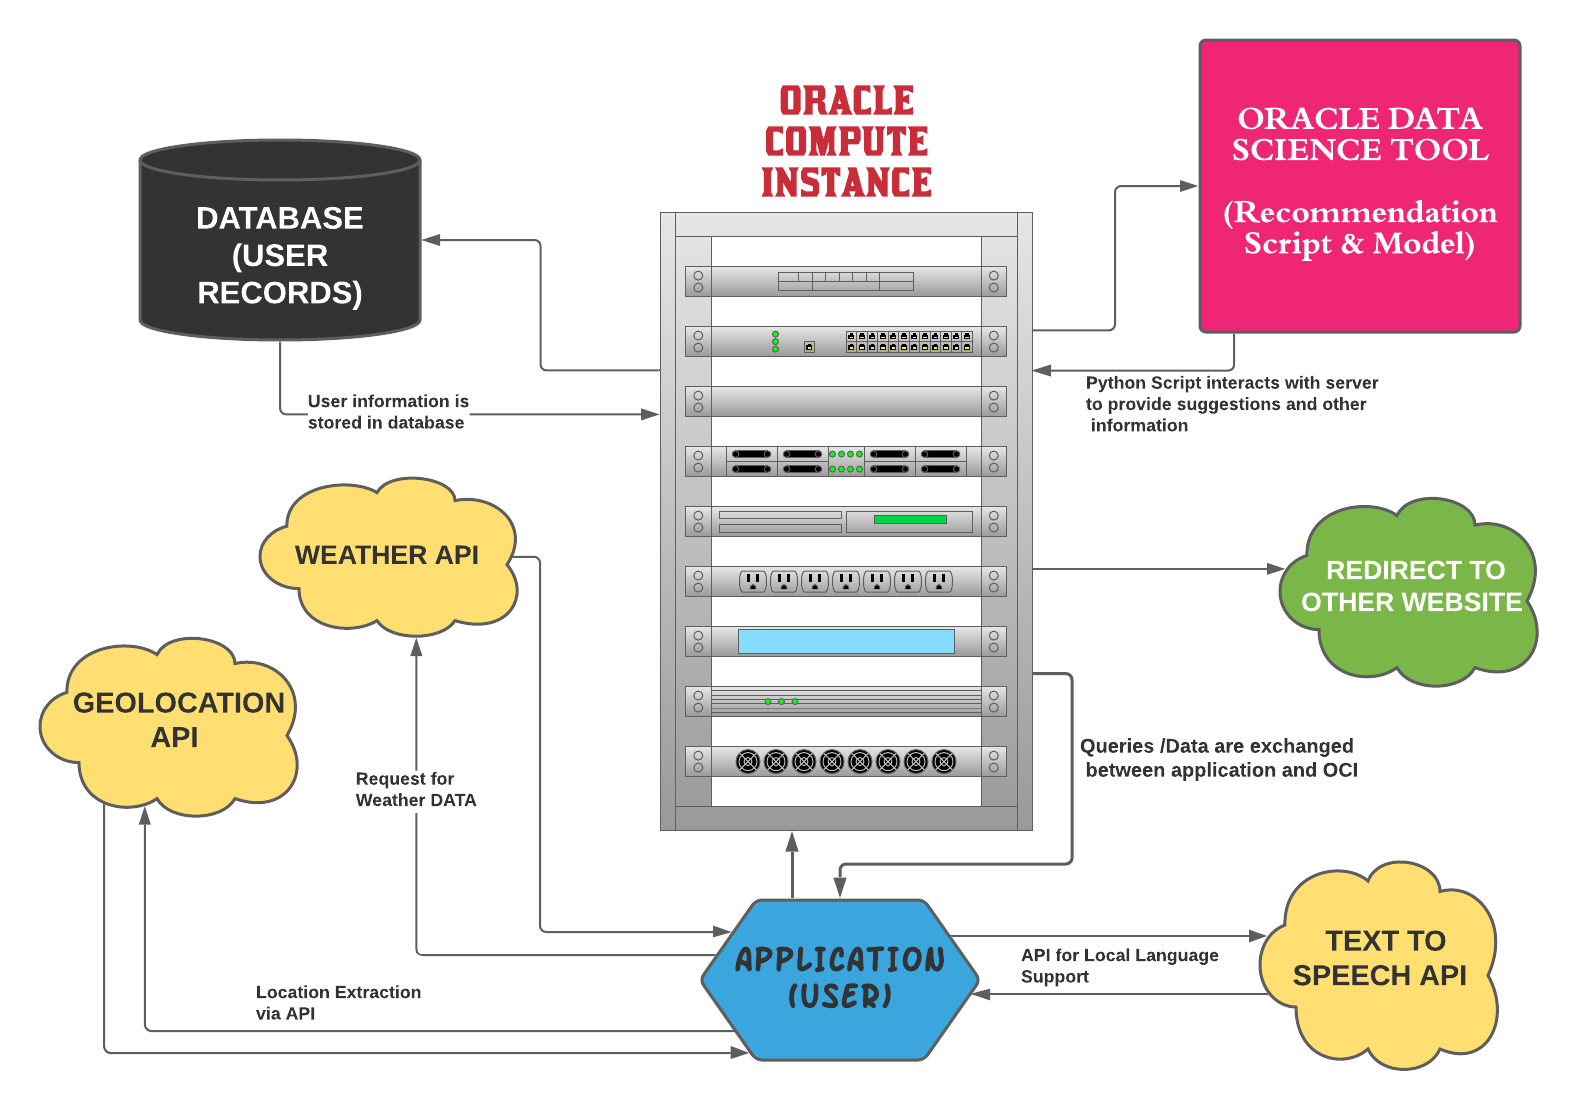 ORACLE
COMPUTE
INSTANCE
ORACLE DATA
SCIENCE TOOL
(Recommendation
Script & Model)
DATABASE
(USER
RECORDS)
User information is
stored in database
Python Script interacts with server
to provide suggestions and other
information
WEATHER API
REDIRECT TO
OTHER WEBSITE
GEOLOCATION
API
Request for
Weather DATA
Queries /Data are exchanged
between application and OCI
APPLICATION
(USER)
API for Local Language
Support
TEXT TO
SPEECH API
Location Extraction
via API